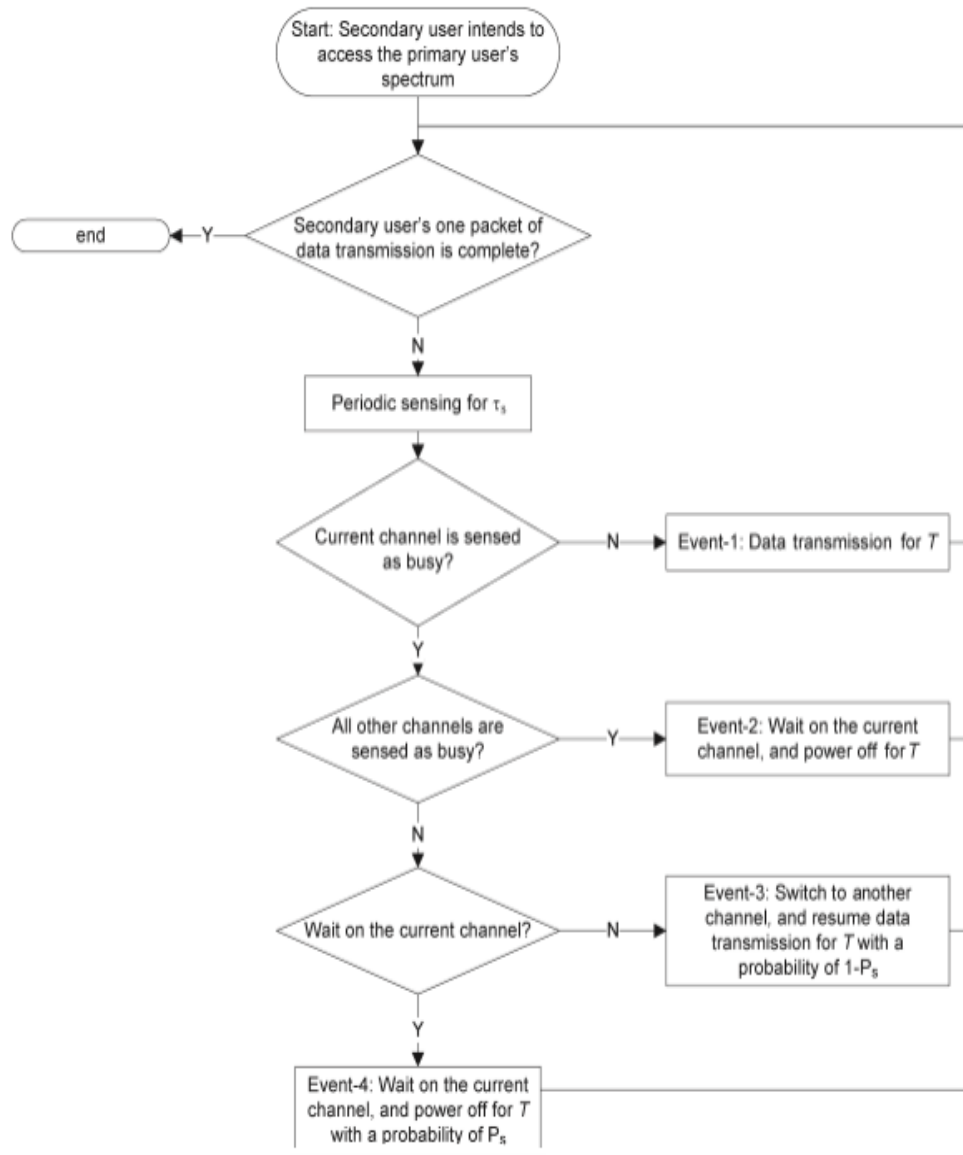 Start: Secondary user intends to
access the primary user's
spectrum
Secondary user's one packet of
data transmission is complete?
Y
end
N
Periodic sensing for τs
Current channel is sensed
as busy?
N
Event-1: Data transmission for T
Y
All other channels are
sensed as busy?
Y
Event-2: Wait on the current
channel, and power off for T
N
Wait on the current channel?
N
Event-3: Switch to another
channel, and resume data
transmission for T with a
probability of 1-Ps
Y
Event-4: Wait on the current
channel, and power off for T
with a probability of Ps